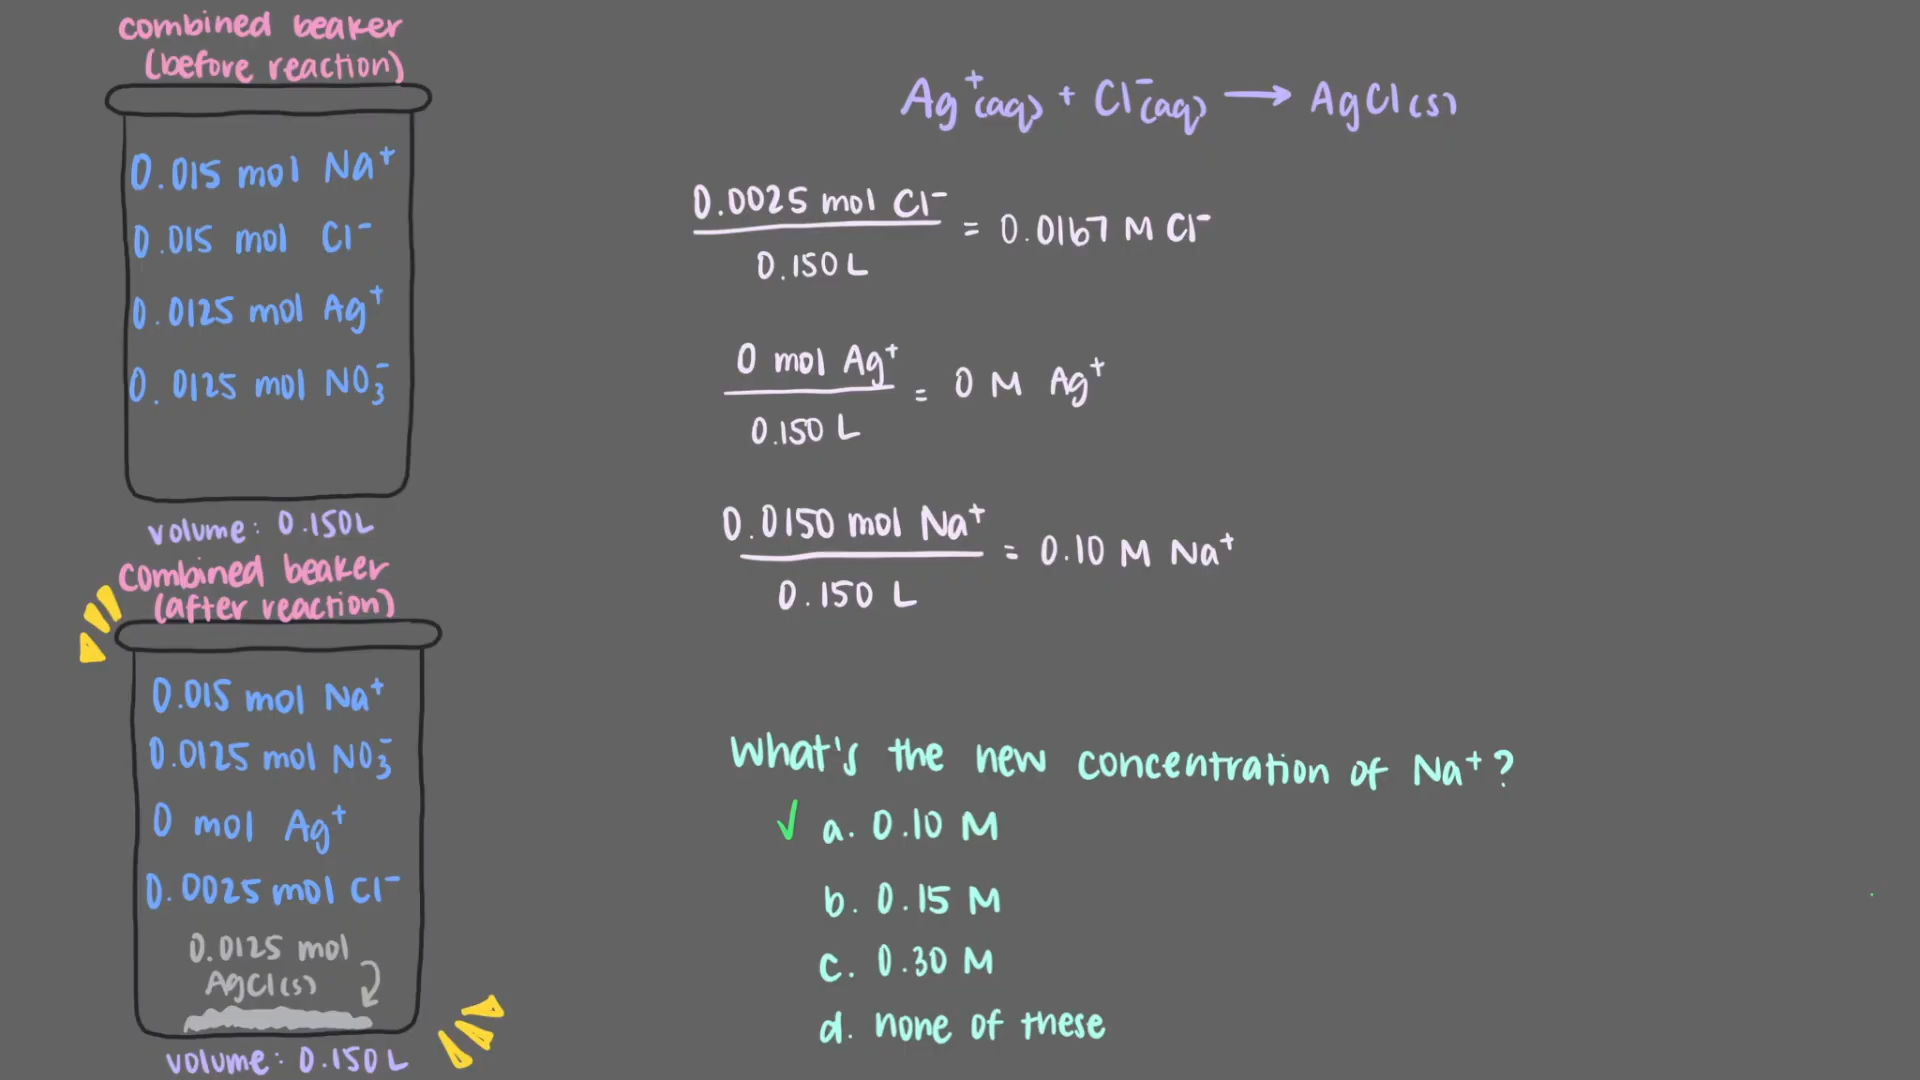 combined beaker
(before reaction)
0.015 mol Na⁺
0.015 mol Cl⁻
0.0125 mol Ag⁺
0.0125 mol NO₃⁻
volume: 0.150L
combined beaker
(after reaction)
0.015 mol Na⁺
0.0125 mol NO₃⁻
0 mol Ag⁺
0.0025 mol Cl⁻
0.0125 mol
AgCl(s)
volume: 0.150 L
Ag⁺(aq) + Cl⁻(aq) → AgCl(s)
0.0025 mol Cl⁻
= 0.0167 M Cl⁻
0.150 L
0 mol Ag⁺
= 0 M Ag⁺
0.150 L
0.0150 mol Na⁺
= 0.10 M Na⁺
0.150 L
What's the new concentration of Na⁺?
✓ a. 0.10 M
b. 0.15 M
c. 0.30 M
d. none of these